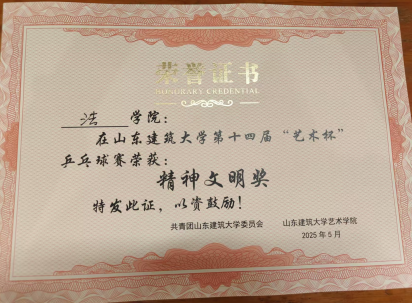 荣誉证书
HONORARY CREDENTIAL
法 学院：
在山东建筑大学第十四届“艺术杯”
乒乓球赛荣获：
精神文明奖
特发此证，以资鼓励！
共青团山东建筑大学委员会 山东建筑大学艺术学院
2025年5月